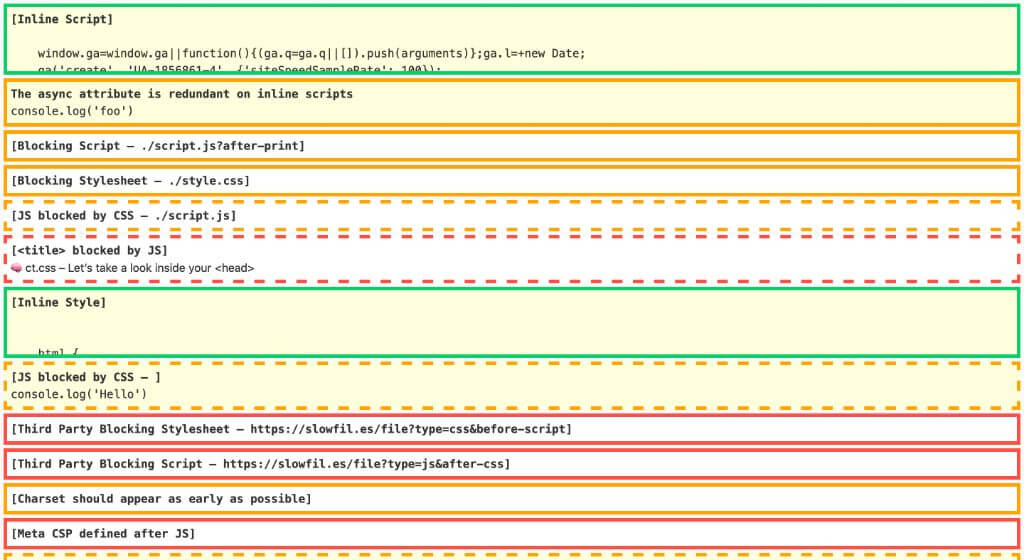 [Inline Script]
window.ga=window.ga||function(){(ga.q=ga.q||[]).push(arguments)};ga.l=+new Date;
ga('create', 'UA-1856861-4', {'siteSpeedSampleRate': 100});
The async attribute is redundant on inline scripts
console.log('foo')
[Blocking Script – ./script.js?after-print]
[Blocking Stylesheet – ./style.css]
[JS blocked by CSS – ./script.js]
[<title> blocked by JS]
ct.css – Let's take a look inside your <head>
[Inline Style]
html {
[JS blocked by CSS – ]
console.log('Hello')
[Third Party Blocking Stylesheet – https://slowfil.es/file?type=css&before-script]
[Third Party Blocking Script – https://slowfil.es/file?type=js&after-css]
[Charset should appear as early as possible]
[Meta CSP defined after JS]